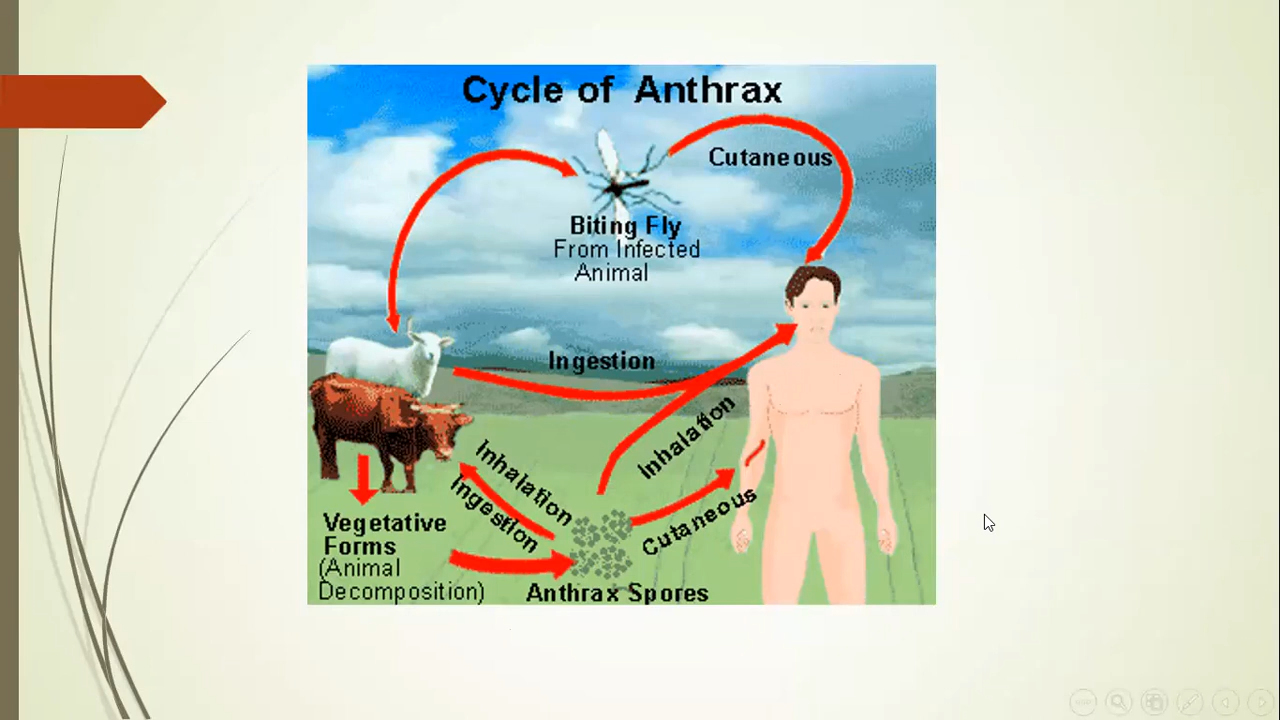 Cycle of Anthrax
Cutaneous
Biting Fly
From Infected
Animal
Ingestion
Inhalation
Inhalation
Ingestion
Cutaneous
Vegetative
Forms
(Animal
Decomposition)
Anthrax Spores